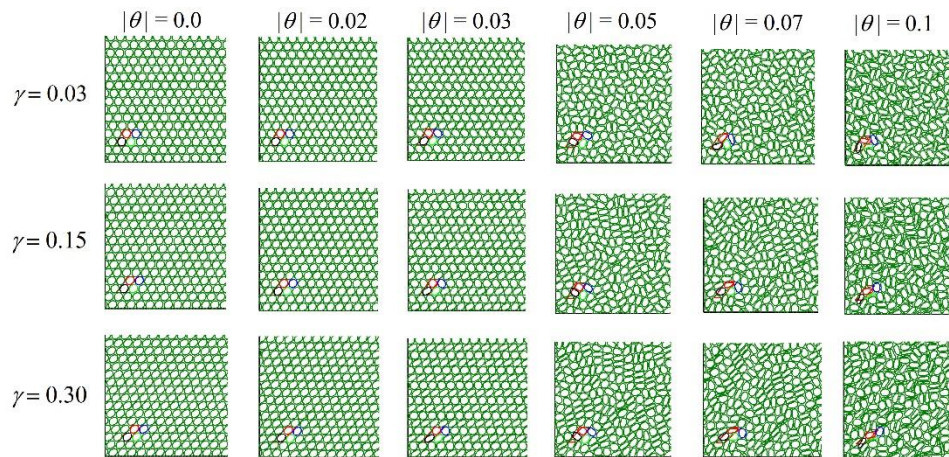 |θ| = 0.0 |θ| = 0.02 |θ| = 0.03 |θ| = 0.05 |θ| = 0.07 |θ| = 0.1
γ = 0.03
γ = 0.15
γ = 0.30